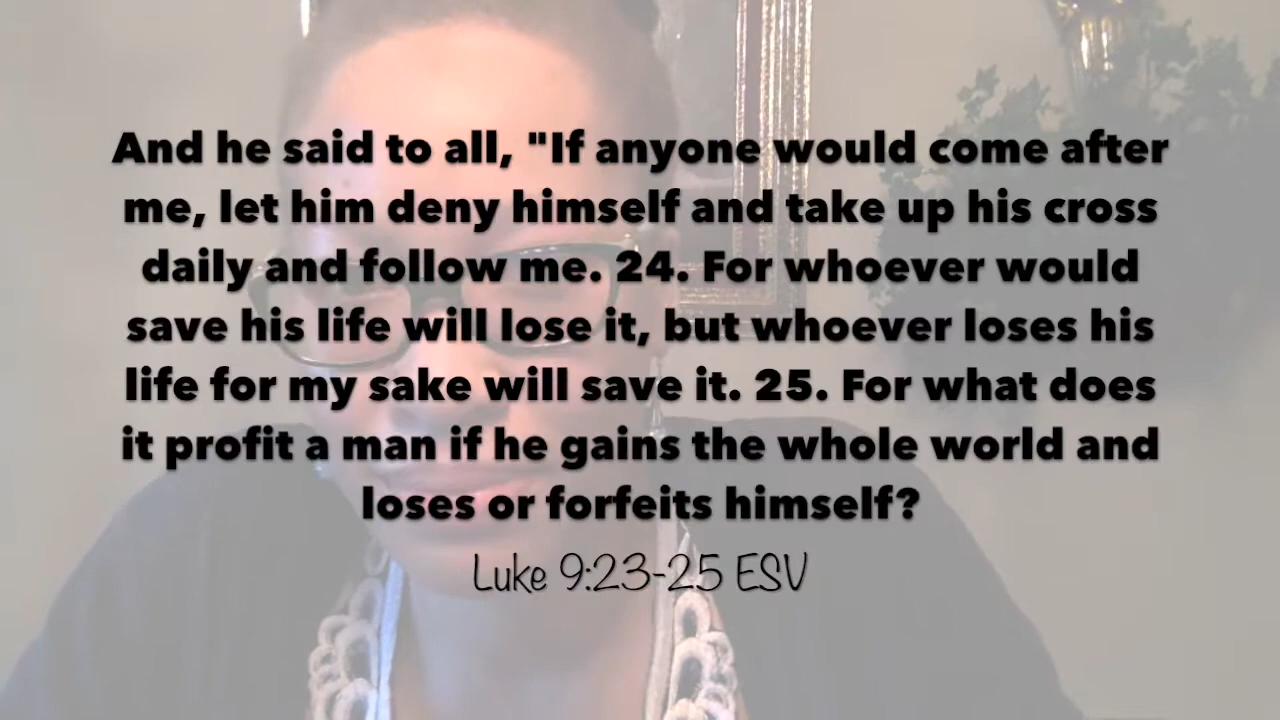 And he said to all, "If anyone would come after
me, let him deny himself and take up his cross
daily and follow me. 24. For whoever would
save his life will lose it, but whoever loses his
life for my sake will save it. 25. For what does
it profit a man if he gains the whole world and
loses or forfeits himself?
Luke 9:23-25 ESV